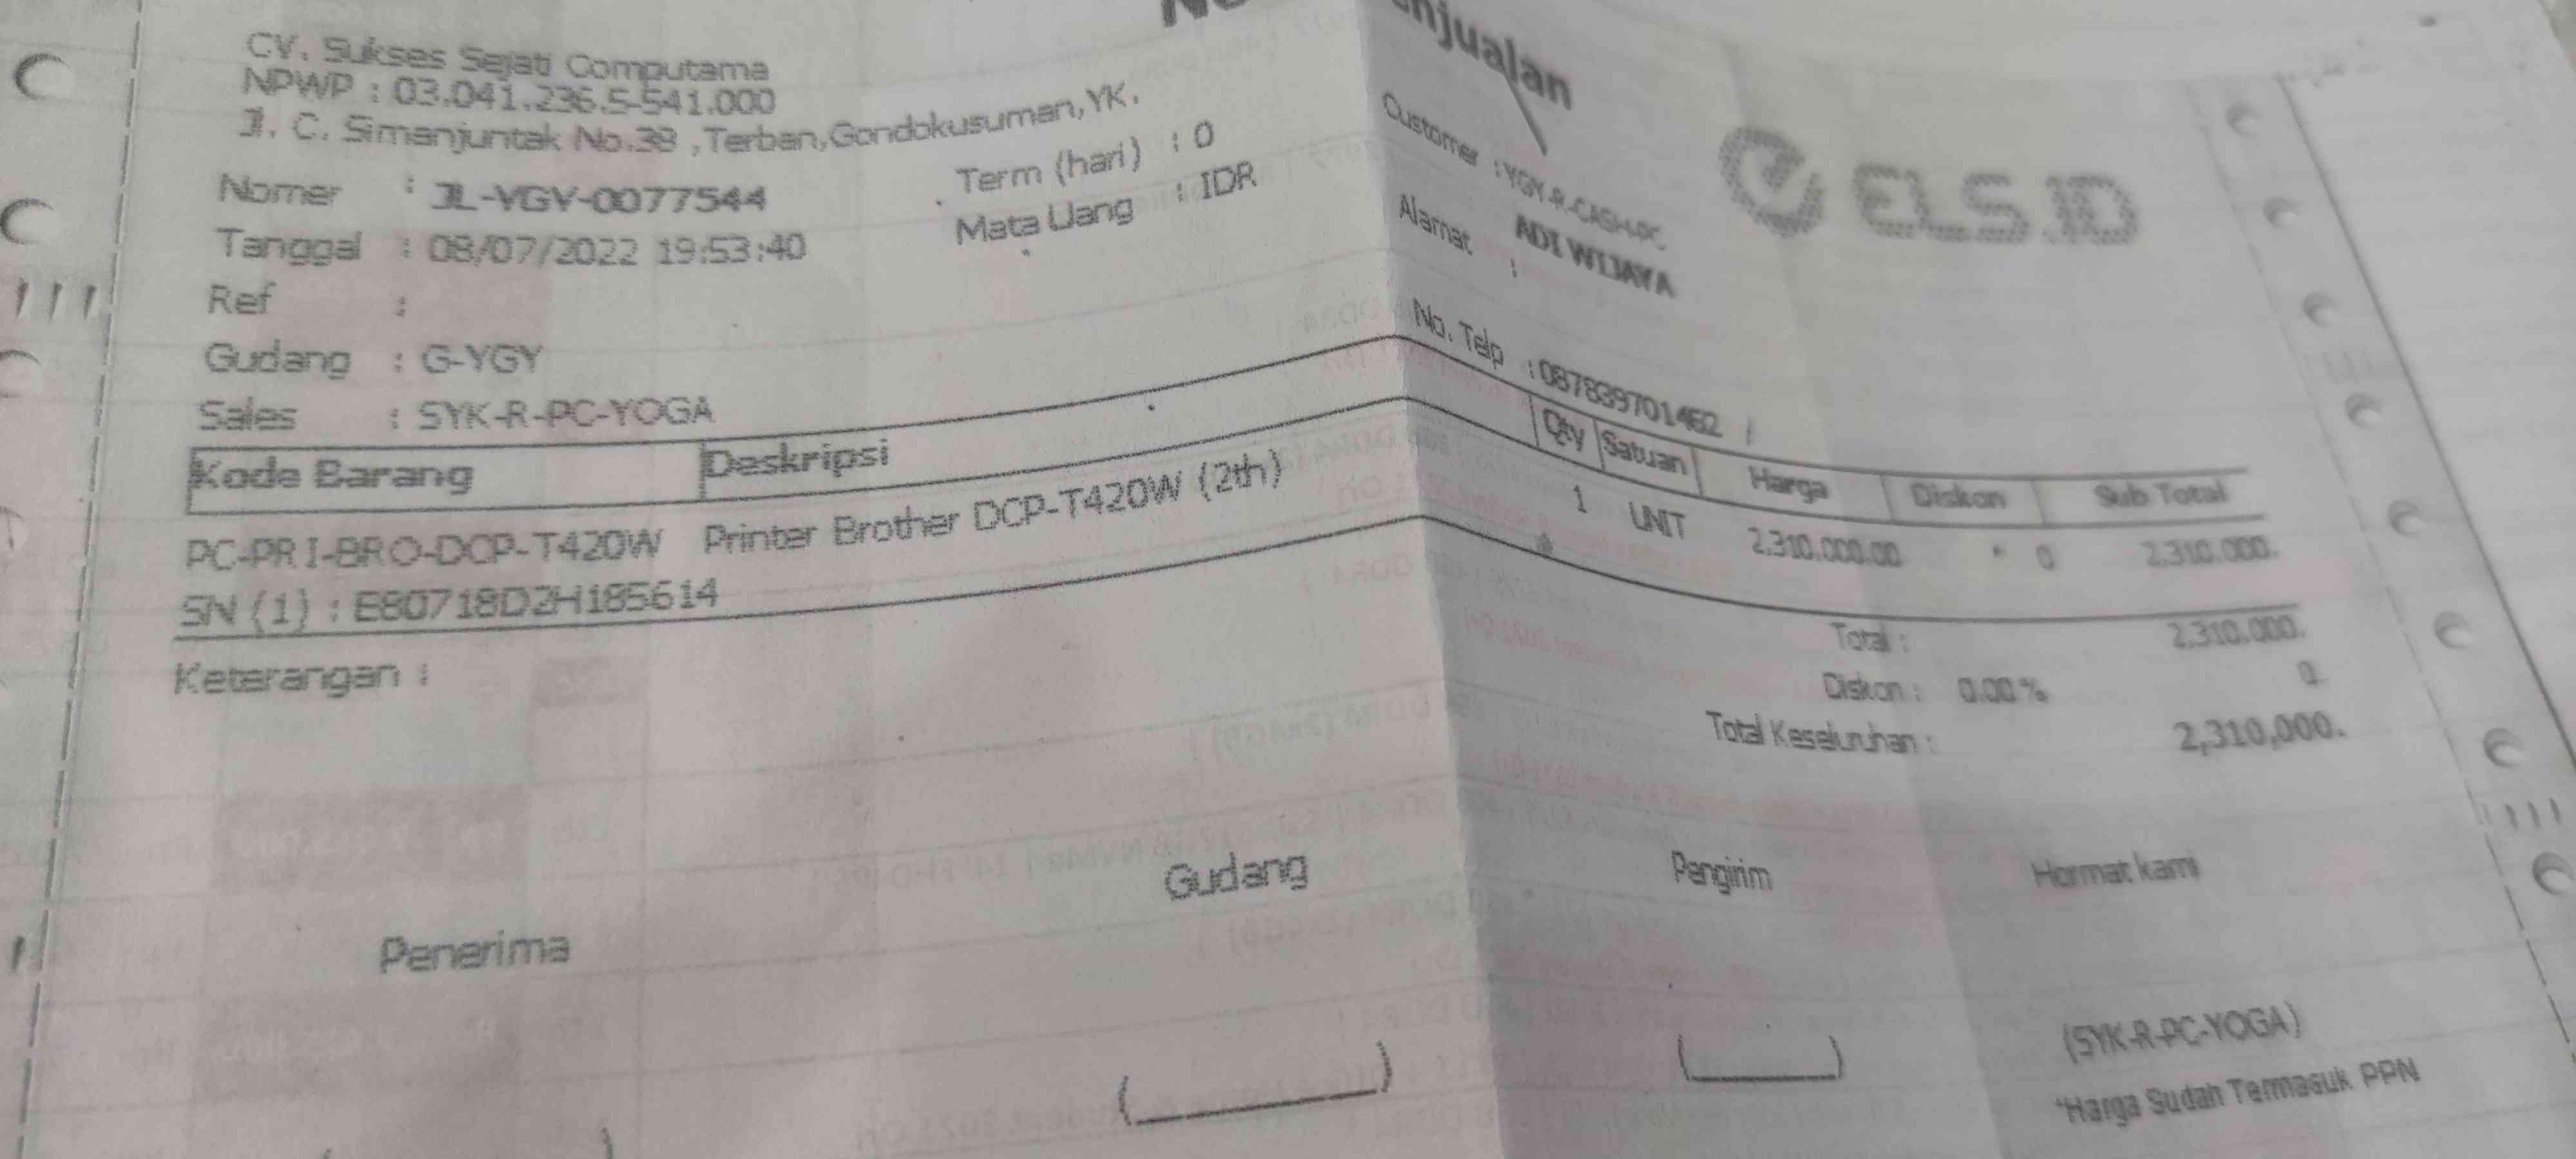 enjualan
CV. Sukses Sejati Computama
NPWP : 03.041.236.5-541.000
Jl. C. Simanjuntak No.38 ,Terban,Gondokusuman,YK.
ELS.ID
Nomer : JL-YGY-0077544
Term (hari) : 0
Customer : YGY-R-CASH-PC
ADI WIJAYA
Tanggal : 08/07/2022 19:53:40
Mata Uang : IDR
Alamat :
Ref :
Gudang : G-YGY
No. Telp : 087839701462
Sales : SYK-R-PC-YOGA
Kode Barang Deskripsi Qty Satuan Harga Diskon Sub Total
PC-PRI-BRO-DCP-T420W Printer Brother DCP-T420W (2th) 1 UNIT 2.310.000.00 0 2.310.000.
SN (1) : E80718D2H185614
Total : 2.310.000.
Keterangan :
Diskon : 0.00 % 0
Total Keseluruhan : 2,310,000.
Penerima Gudang Pengirim Hormat kami
(SYK-R-PC-YOGA)
*Harga Sudah Termasuk PPN